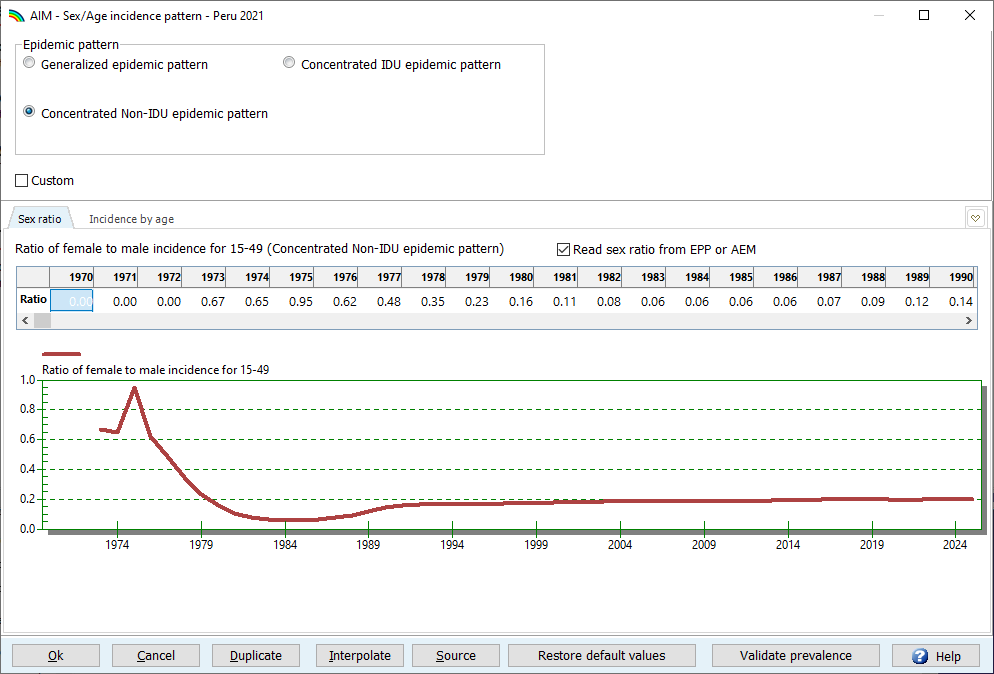 AIM - Sex/Age incidence pattern - Peru 2021
Epidemic pattern
Generalized epidemic pattern Concentrated IDU epidemic pattern
Concentrated Non-IDU epidemic pattern
Custom
Sex ratio Incidence by age
Ratio of female to male incidence for 15-49 (Concentrated Non-IDU epidemic pattern) Read sex ratio from EPP or AEM
1970 1971 1972 1973 1974 1975 1976 1977 1978 1979 1980 1981 1982 1983 1984 1985 1986 1987 1988 1989 1990
Ratio 0.00 0.00 0.00 0.67 0.65 0.95 0.62 0.48 0.35 0.23 0.16 0.11 0.08 0.06 0.06 0.06 0.06 0.07 0.09 0.12 0.14
Ratio of female to male incidence for 15-49
1.0
0.8
0.6
0.4
0.2
0.0
1974 1979 1984 1989 1994 1999 2004 2009 2014 2019 2024
Ok Cancel Duplicate Interpolate Source Restore default values Validate prevalence Help